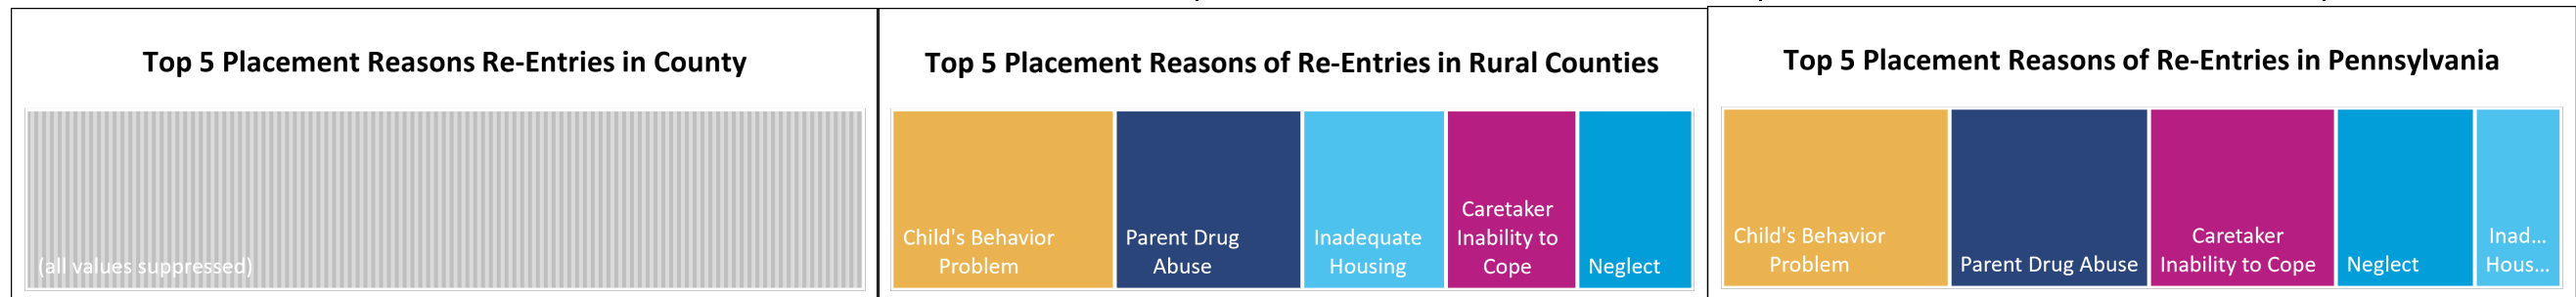 Top 5 Placement Reasons Re-Entries in County
(all values suppressed)
Top 5 Placement Reasons of Re-Entries in Rural Counties
Child's Behavior
Problem
Parent Drug
Abuse
Inadequate
Housing
Caretaker
Inability to
Cope
Neglect
Top 5 Placement Reasons of Re-Entries in Pennsylvania
Child's Behavior
Problem
Parent Drug Abuse
Caretaker
Inability to Cope
Neglect
Inad...
Hous...